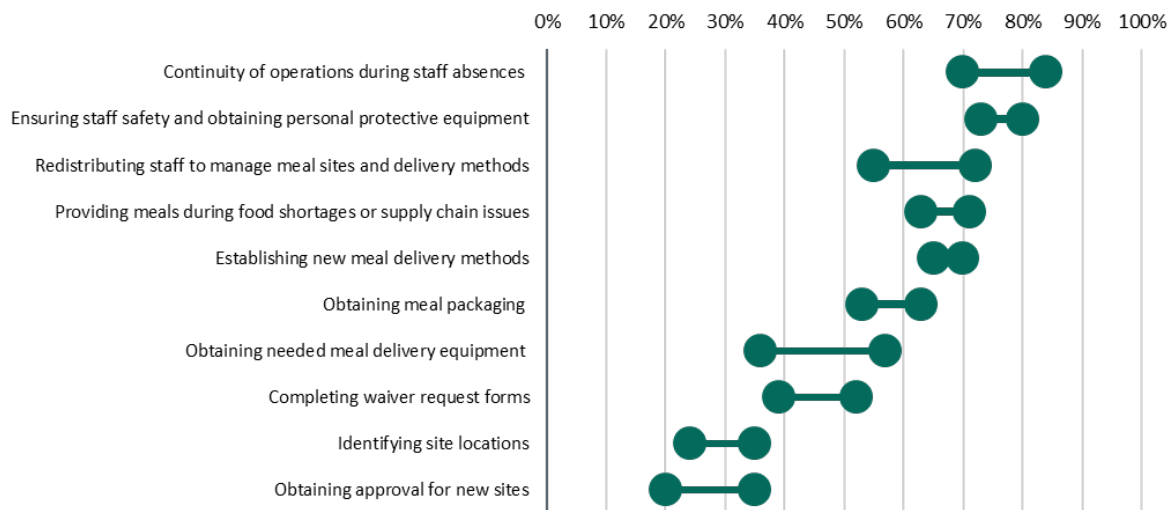 0% 10% 20% 30% 40% 50% 60% 70% 80% 90% 100%
Continuity of operations during staff absences
Ensuring staff safety and obtaining personal protective equipment
Redistributing staff to manage meal sites and delivery methods
Providing meals during food shortages or supply chain issues
Establishing new meal delivery methods
Obtaining meal packaging
Obtaining needed meal delivery equipment
Completing waiver request forms
Identifying site locations
Obtaining approval for new sites